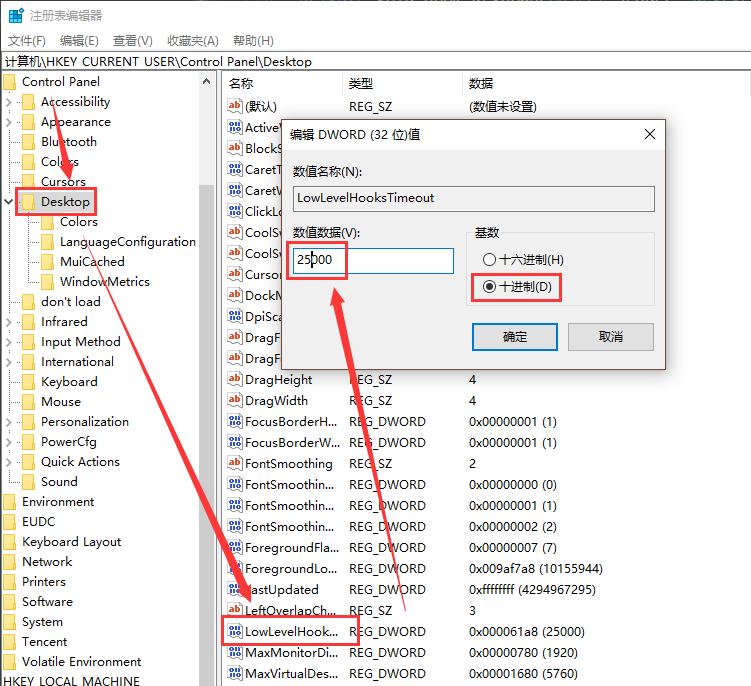 注册表编辑器
文件(F) 编辑(E) 查看(V) 收藏夹(A) 帮助(H)
计算机\HKEY_CURRENT_USER\Control Panel\Desktop
Control Panel
Accessibility
Appearance
Bluetooth
Colors
Cursors
Desktop
Colors
LanguageConfiguration
MuiCached
WindowMetrics
don't load
Infrared
Input Method
International
Keyboard
Mouse
Personalization
PowerCfg
Quick Actions
Sound
Environment
EUDC
Keyboard Layout
Network
Printers
Software
System
Tencent
Volatile Environment
HKEY_LOCAL_MACHINE
名称 类型 数据
ab (默认) REG_SZ (数值未设置)
ActiveW
BlockS
CaretT
CaretW
ClickL
CoolSw
CoolSw
Cursor
DockM
DpiSca
DragF
DragF
DragHeight REG_SZ 4
DragWidth REG_SZ 4
FocusBorderH... REG_DWORD 0x00000001 (1)
FocusBorderW... REG_DWORD 0x00000001 (1)
FontSmoothing REG_SZ 2
FontSmoothin... REG_DWORD 0x00000000 (0)
FontSmoothin... REG_DWORD 0x00000001 (1)
FontSmoothin... REG_DWORD 0x00000002 (2)
ForegroundFla... REG_DWORD 0x00000007 (7)
ForegroundLo... REG_DWORD 0x009af7a8 (10155944)
LastUpdated REG_DWORD 0xffffffff (4294967295)
LeftOverlapCh... REG_SZ 3
LowLevelHook... REG_DWORD 0x000061a8 (25000)
MaxMonitorDi... REG_DWORD 0x00000780 (1920)
MaxVirtualDes... REG_DWORD 0x00001680 (5760)
编辑 DWORD (32 位)值
数值名称(N):
LowLevelHooksTimeout
数值数据(V):
25000
基数
十六进制(H)
十进制(D)
确定 取消